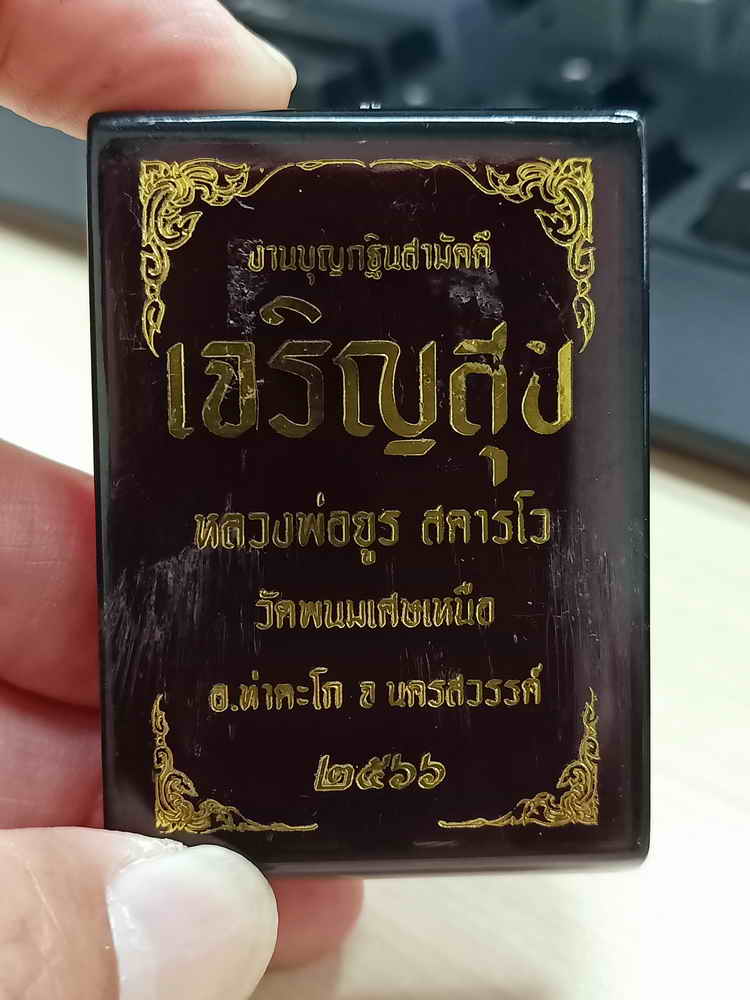 งานบุญกฐินสามัคคี
เจริญสุข
หลวงพ่อยูร สคารโว
วัดพนมเศษเหนือ
อ.ท่าตะโก จ นครสวรรค์
๒๕๖๖